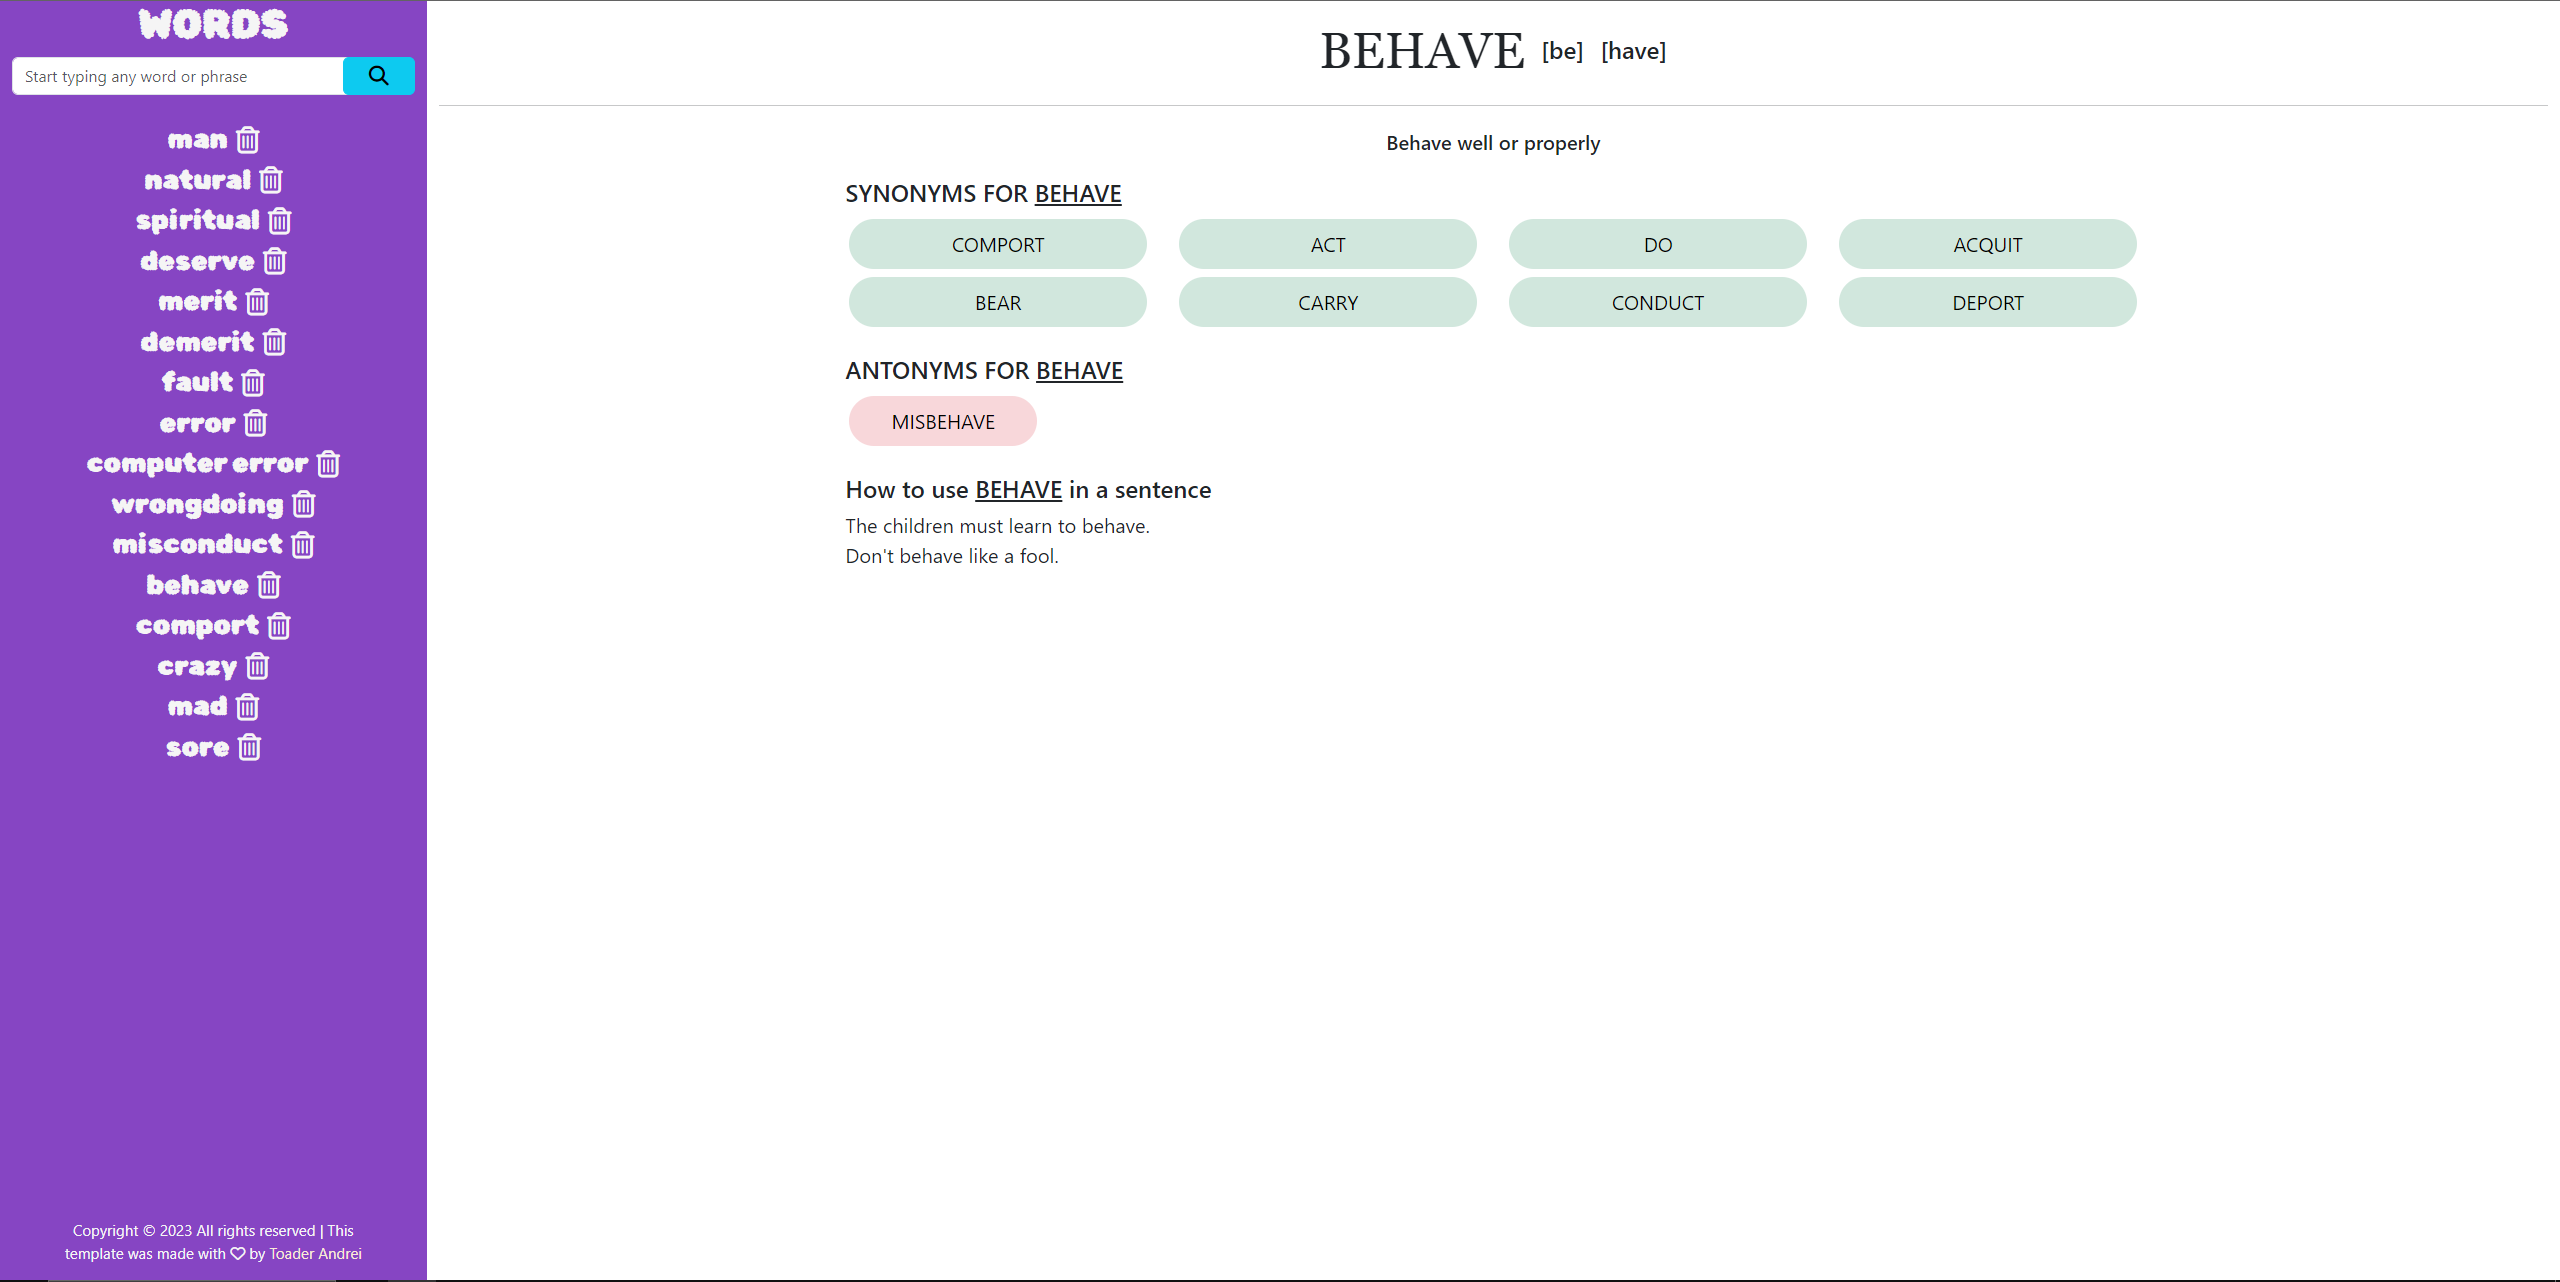 WORDS
Start typing any word or phrase
man
natural
spiritual
deserve
merit
demerit
fault
error
computer error
wrongdoing
misconduct
behave
comport
crazy
mad
sore
Copyright © 2023 All rights reserved | This
template was made with ♡ by Toader Andrei
BEHAVE [be] [have]
Behave well or properly
SYNONYMS FOR BEHAVE
COMPORT ACT DO ACQUIT
BEAR CARRY CONDUCT DEPORT
ANTONYMS FOR BEHAVE
MISBEHAVE
How to use BEHAVE in a sentence
The children must learn to behave.
Don't behave like a fool.